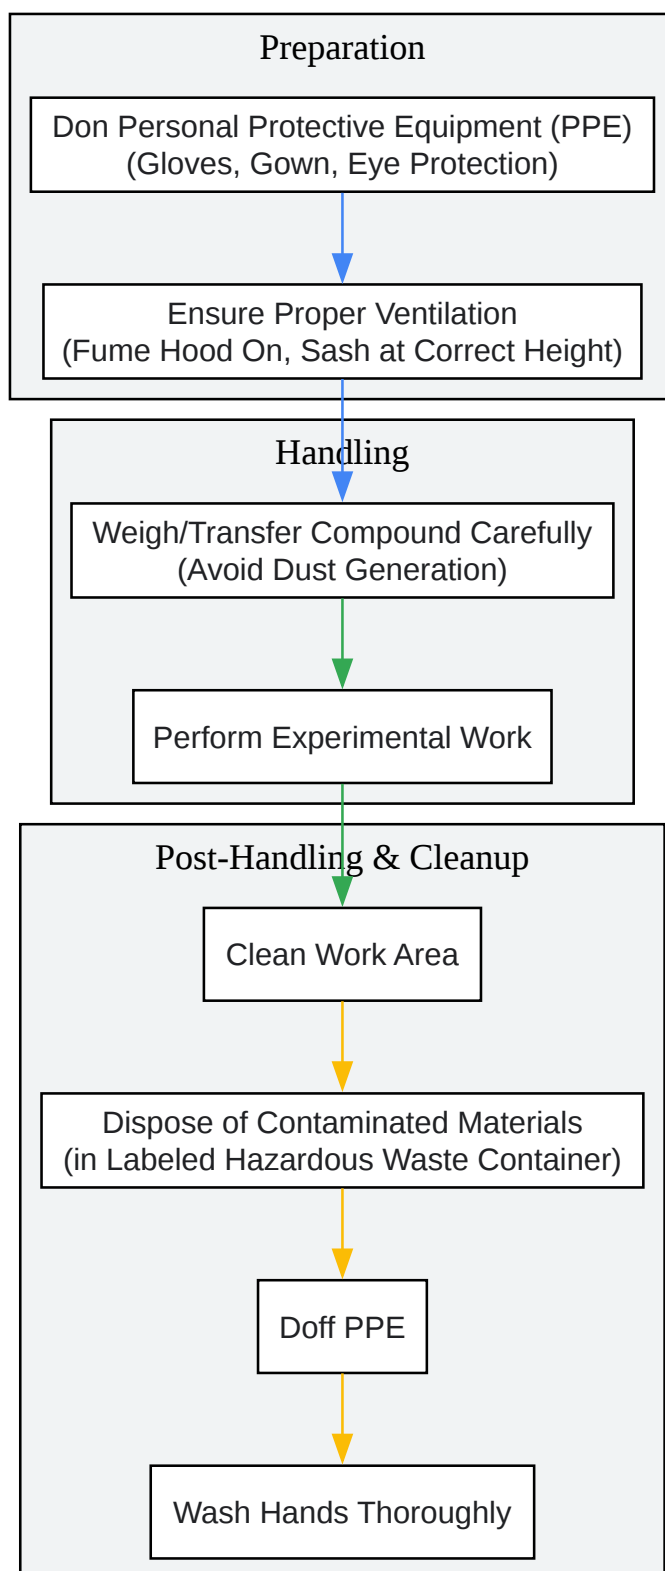 Preparation
Don Personal Protective Equipment (PPE)
(Gloves, Gown, Eye Protection)
Ensure Proper Ventilation
(Fume Hood On, Sash at Correct Height)
Handling
Weigh/Transfer Compound Carefully
(Avoid Dust Generation)
Perform Experimental Work
Post-Handling & Cleanup
Clean Work Area
Dispose of Contaminated Materials
(in Labeled Hazardous Waste Container)
Doff PPE
Wash Hands Thoroughly